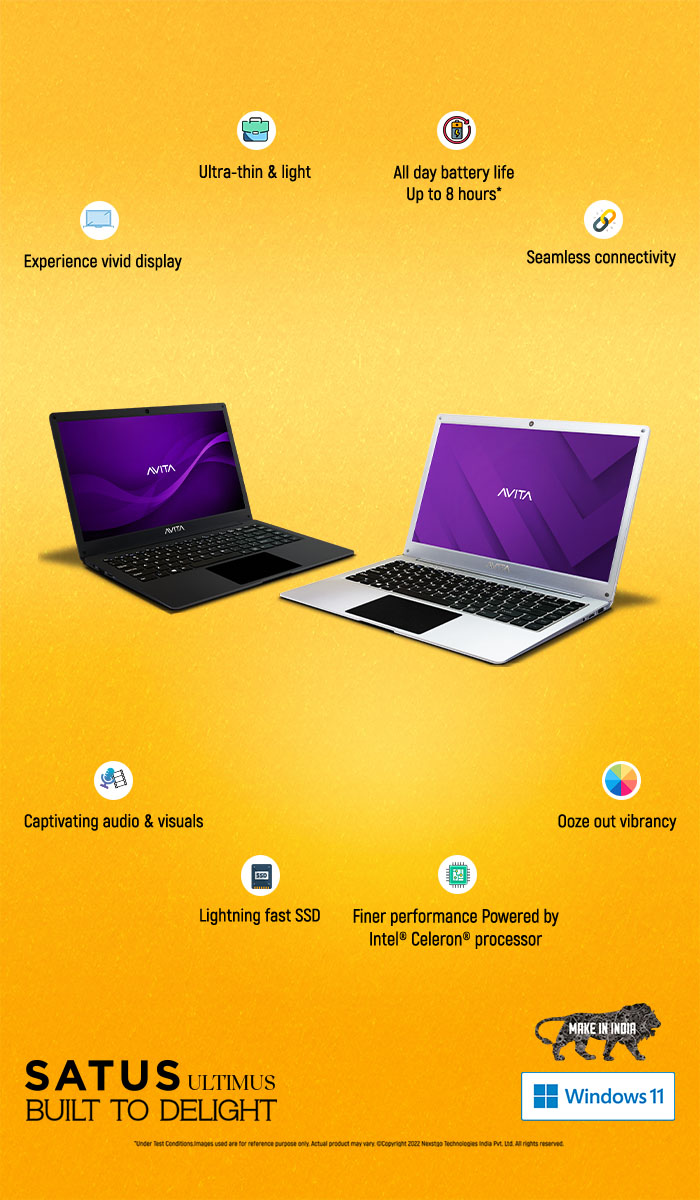 Ultra-thin & light
All day battery life
Up to 8 hours*
Experience vivid display
Seamless connectivity
AVITA
AVITA
AVITA
AVITA
Captivating audio & visuals
Ooze out vibrancy
SSD
Lightning fast SSD
Finer performance Powered by
Intel® Celeron® processor
MAKE IN INDIA
SATUS ULTIMUS
BUILT TO DELIGHT
Windows 11
*Under Test Conditions.Images used are for reference purpose only. Actual product may vary. ©Copyright 2022 Nexstgo Technologies India Pvt. Ltd. All rights reserved.